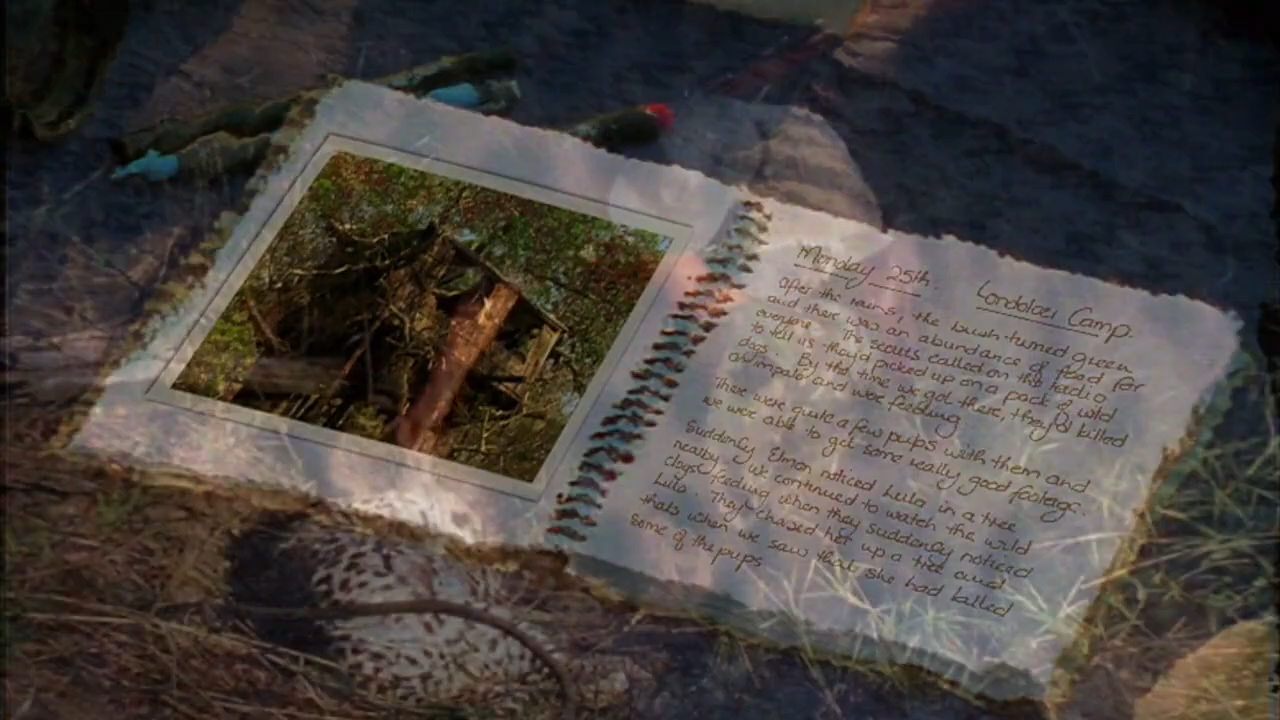 Monday 25th Londolozi Camp.
After the rains, the bush turned green
and there was an abundance of food for
everyone. The scouts called on the radio
to tell us they'd picked up on a pack of wild
dogs. By the time we got there, they'd killed
an impala and were feeding
There were quite a few pups with them and
we were able to get some really good footage.
Suddenly Elmon noticed Lula in a tree
nearby, we continued to watch the wild
dogs feeding when they suddenly noticed
Lula. They chased her up a tree and
thats when we saw that she had killed
some of the pups